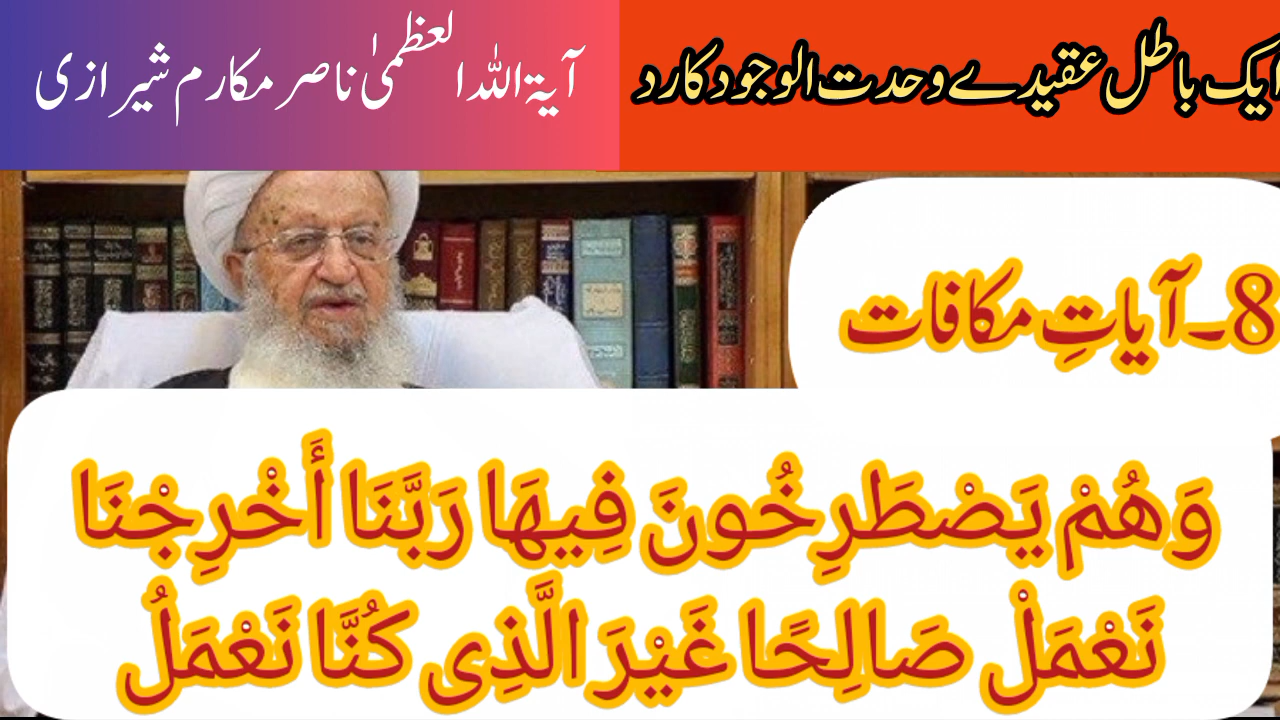 ایک باطل عقیدے وحدت الوجود کا رد
آیۃ اللہ العظمیٰ ناصر مکارم شیرازی
8۔آیاتِ مکافات
وَهُمْ يَصْطَرِخُونَ فِيهَا رَبَّنَا أَخْرِجْنَا
نَعْمَلْ صَالِحًا غَيْرَ الَّذِی كُنَّا نَعْمَلُ